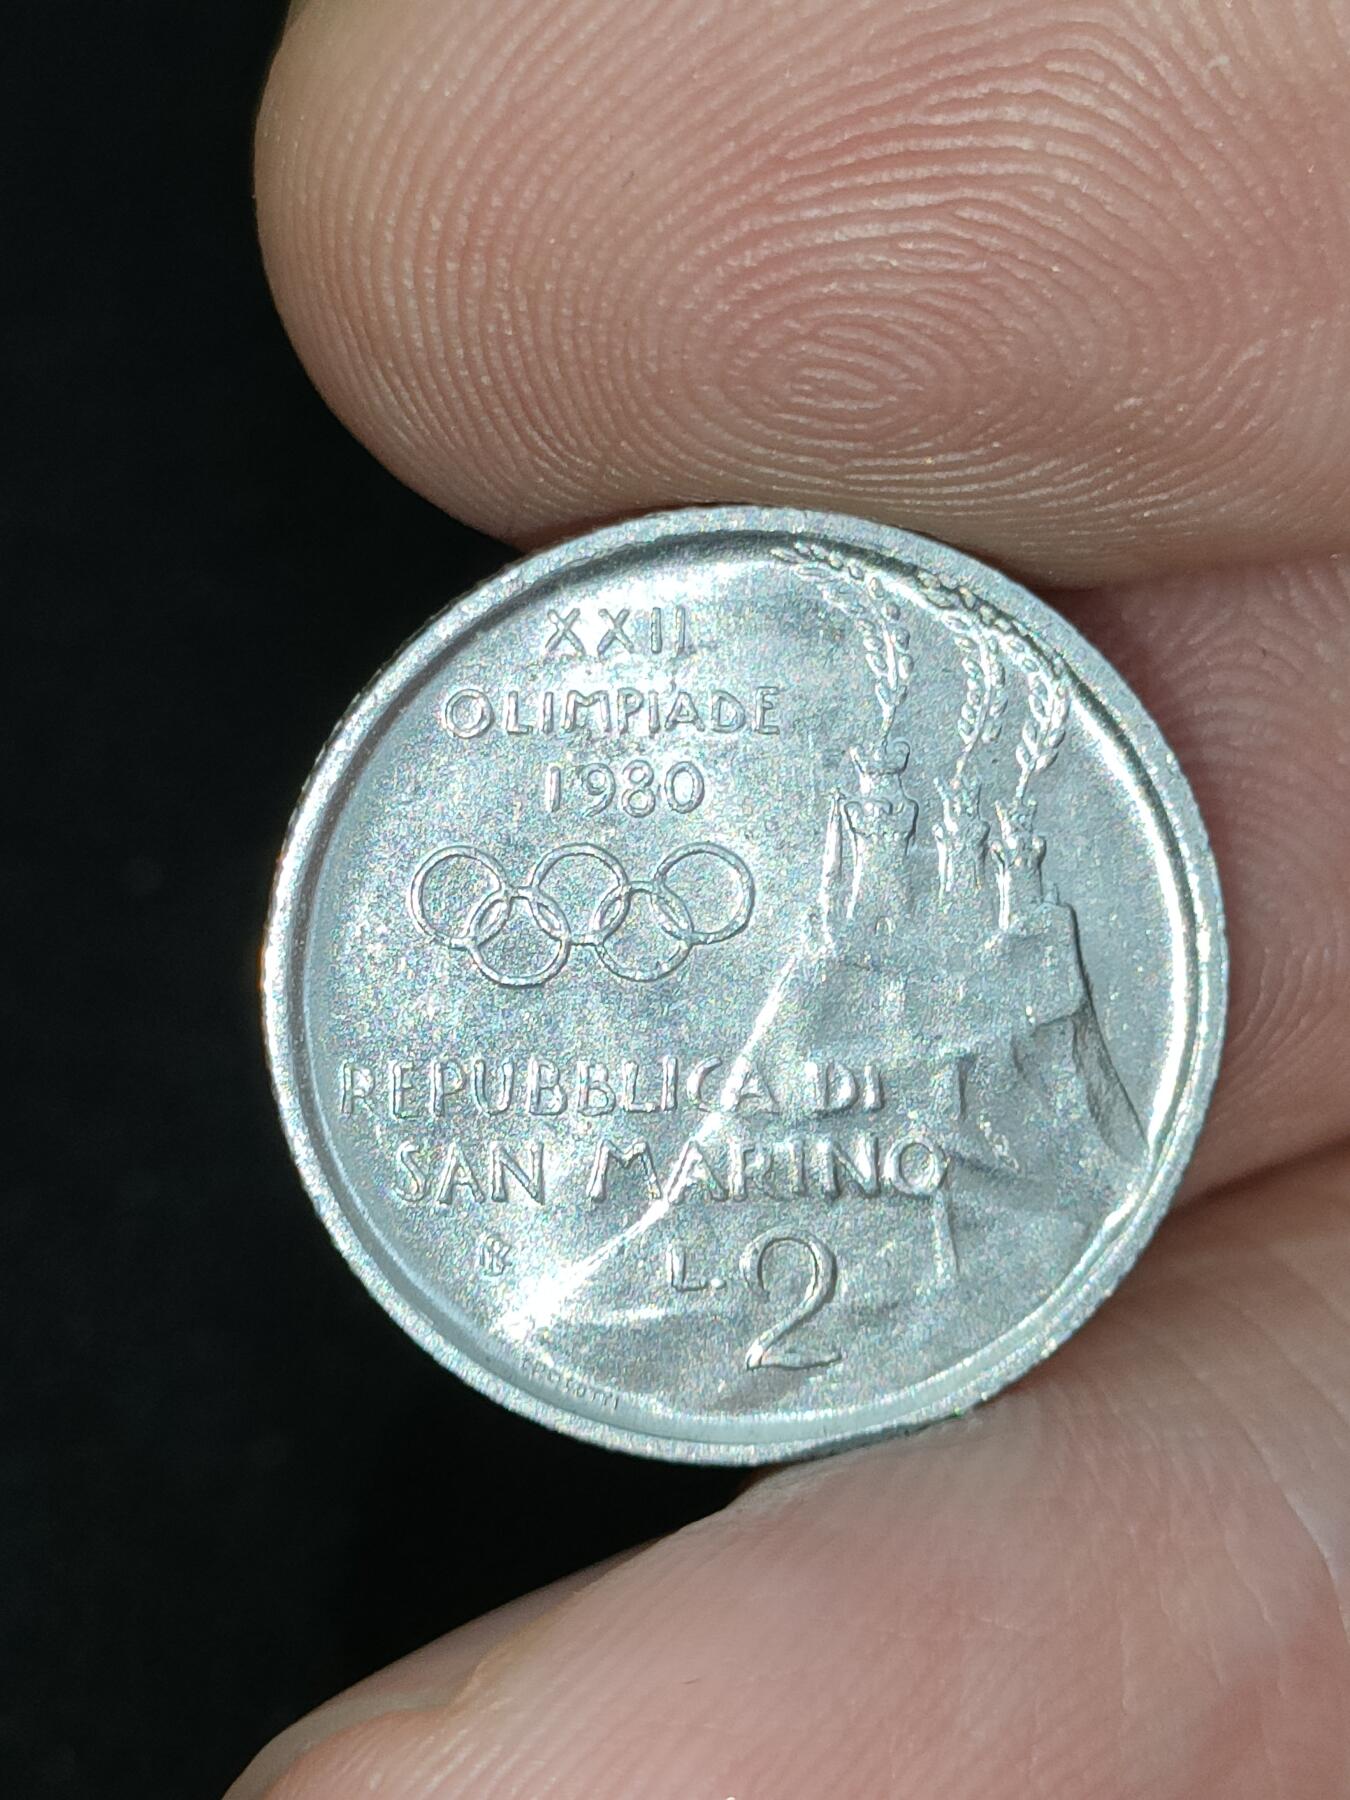 XXII
OLIMPIADE
1980
REPUBBLICA DI
SAN MARINO
R L. 2